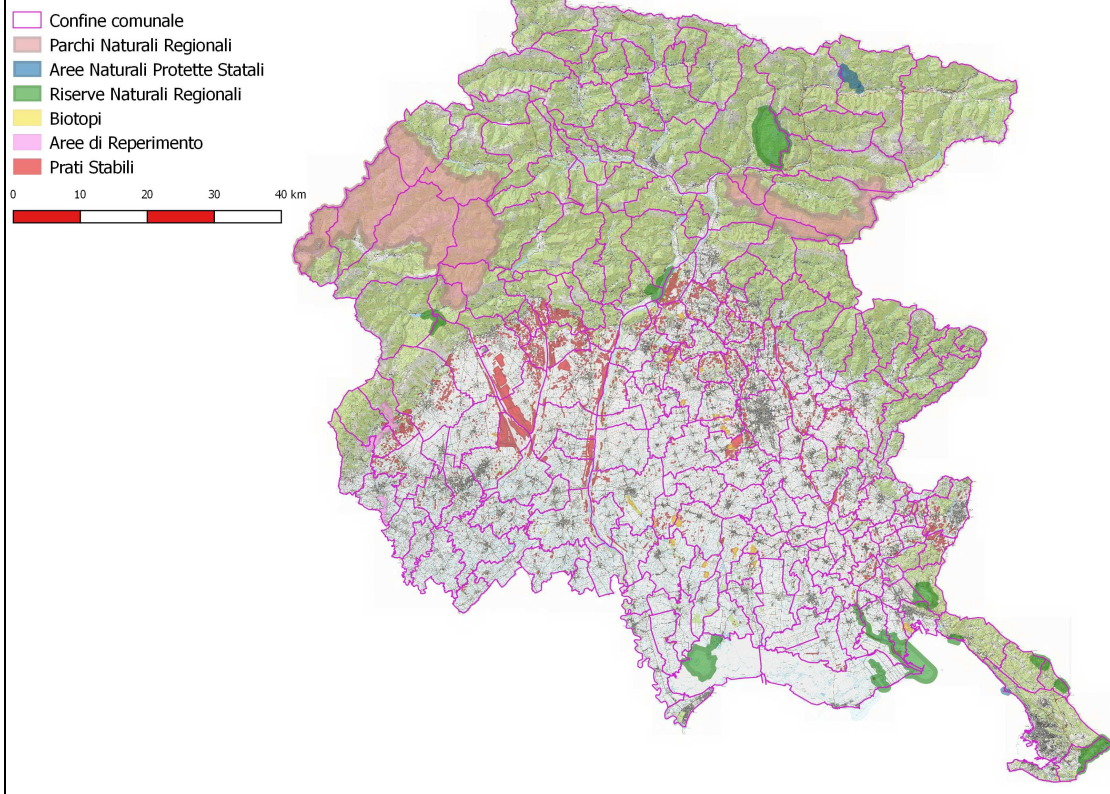 Confine comunale
Parchi Naturali Regionali
Aree Naturali Protette Statali
Riserve Naturali Regionali
Biotopi
Aree di Reperimento
Prati Stabili
0 10 20 30 40 km